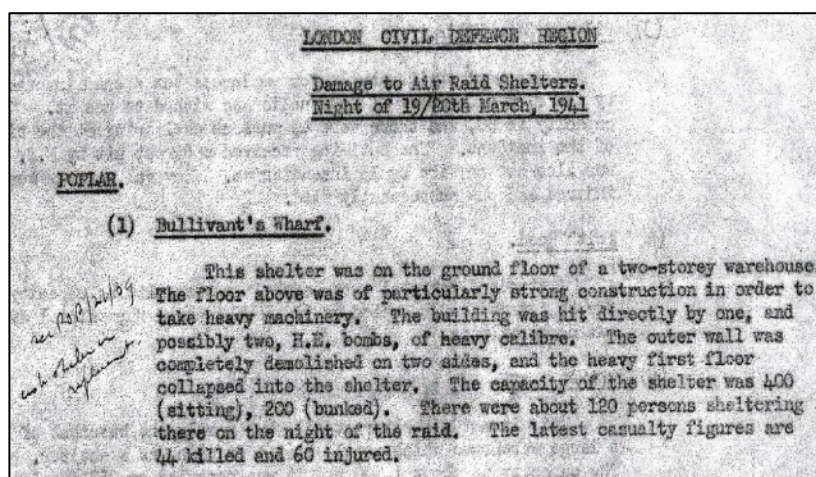 LONDON CIVIL DEFENCE REGION
Damage to Air Raid Shelters.
Night of 19/20th March, 1941
POPLAR.
(1) Bullivant's Wharf.
This shelter was on the ground floor of a two-storey warehouse
The floor above was of particularly strong construction in order to
take heavy machinery. The building was hit directly by one, and
possibly two, H.E. bombs, of heavy calibre. The outer wall was
completely demolished on two sides, and the heavy first floor
collapsed into the shelter. The capacity of the shelter was 400
(sitting), 200 (bunked). There were about 120 persons sheltering
there on the night of the raid. The latest casualty figures are
44 killed and 60 injured.